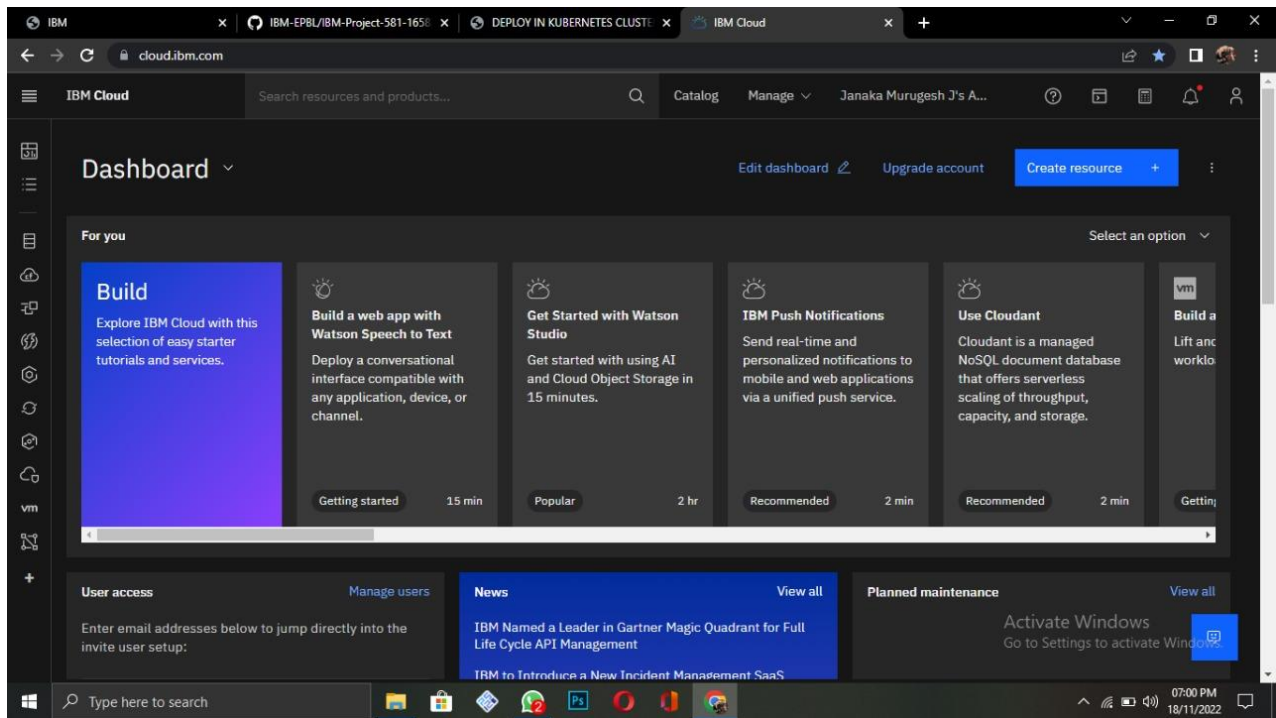 IBM
IBM-EPBL/IBM-Project-581-1658
DEPLOY IN KUBERNETES CLUSTE
IBM Cloud
cloud.ibm.com
IBM Cloud
Search resources and products...
Catalog
Manage
Janaka Murugesh J's A...
Dashboard
Edit dashboard
Upgrade account
Create resource +
For you
Select an option
Build
Explore IBM Cloud with this
selection of easy starter
tutorials and services.
Build a web app with
Watson Speech to Text
Deploy a conversational
interface compatible with
any application, device, or
channel.
Getting started 15 min
Get Started with Watson
Studio
Get started with using AI
and Cloud Object Storage in
15 minutes.
Popular 2 hr
IBM Push Notifications
Send real-time and
personalized notifications to
mobile and web applications
via a unified push service.
Recommended 2 min
Use Cloudant
Cloudant is a managed
NoSQL document database
that offers serverless
scaling of throughput,
capacity, and storage.
Recommended 2 min
vm
Build a
Lift and
worklo
Getting
vm
User access Manage users
Enter email addresses below to jump directly into the
invite user setup:
News View all
IBM Named a Leader in Gartner Magic Quadrant for Full
Life Cycle API Management
IBM to Introduce a New Incident Management SaaS
Planned maintenance View all
Activate Windows
Go to Settings to activate Windows.
Type here to search
Ps
07:00 PM
18/11/2022